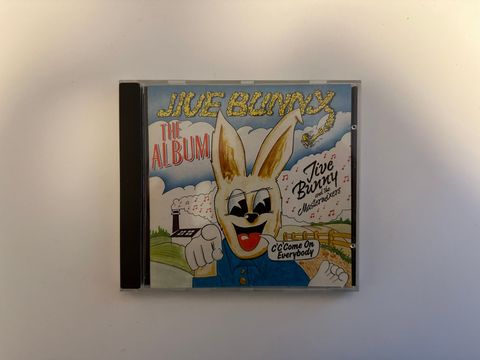 JIVE BUNNY
THE
ALBUM
Jive
Bunny
and the
Mastermixers
C'C'Come On
Everybody